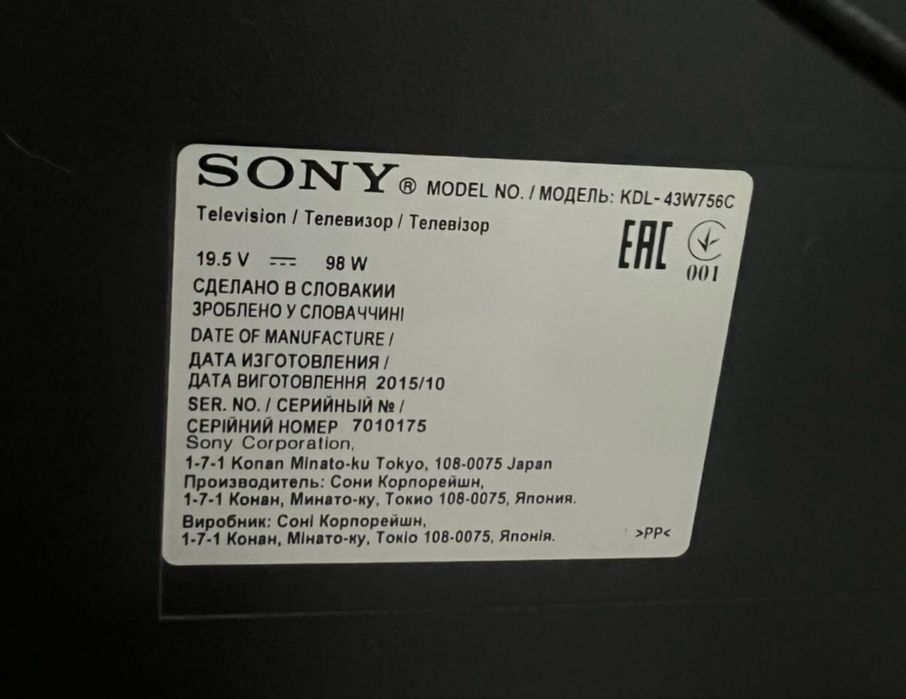 SONY® MODEL NO. / МОДЕЛЬ: KDL-43W756C
Television / Телевизор / Телевізор
EAC
001
19.5 V ⎓ 98 W
СДЕЛАНО В СЛОВАКИИ
ЗРОБЛЕНО У СЛОВАЧЧИНІ
DATE OF MANUFACTURE /
ДАТА ИЗГОТОВЛЕНИЯ /
ДАТА ВИГОТОВЛЕННЯ 2015/10
SER. NO. / СЕРИЙНЫЙ № /
СЕРІЙНИЙ НОМЕР 7010175
Sony Corporation,
1-7-1 Konan Minato-ku Tokyo, 108-0075 Japan
Производитель: Сони Корпорейшн,
1-7-1 Конан, Минато-ку, Токио 108-0075, Япония.
Виробник: Соні Корпорейшн,
1-7-1 Конан, Мінато-ку, Токіо 108-0075, Японія.
>PP<